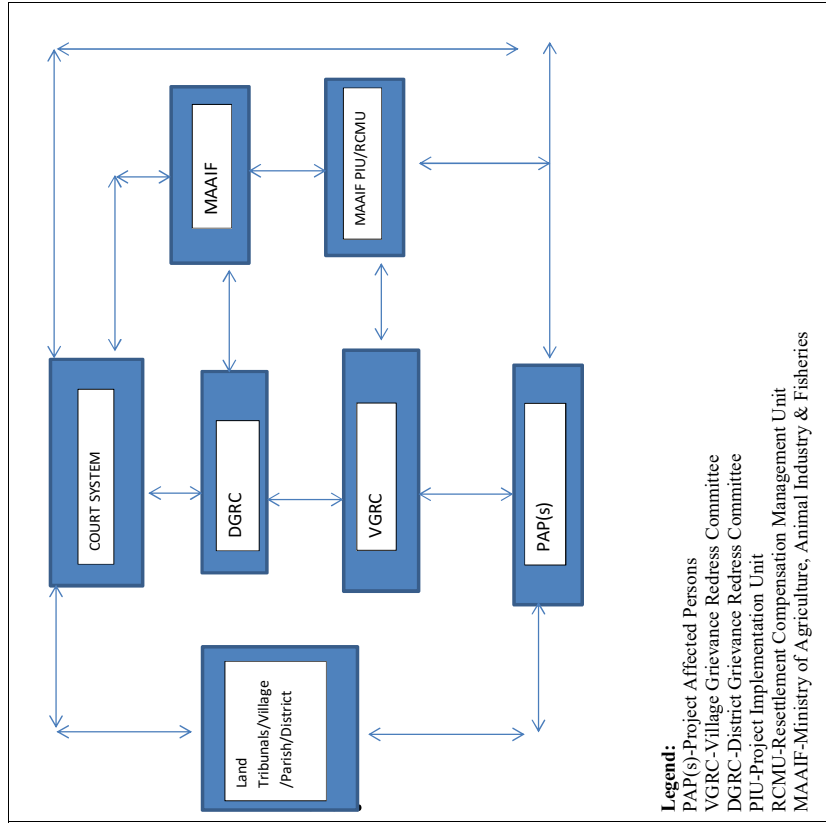 COURT SYSTEM
MAAIF
DGRC
MAAIF PIU/RCMU
VGRC
Land
Tribunals/Village
/Parish/District
PAP(s)
Legend:
PAP(s)-Project Affected Persons
VGRC-Village Grievance Redress Committee
DGRC-District Grievance Redress Committee
PIU-Project Implementation Unit
RCMU-Resettlement Compensation Management Unit
MAAIF-Ministry of Agriculture, Animal Industry & Fisheries